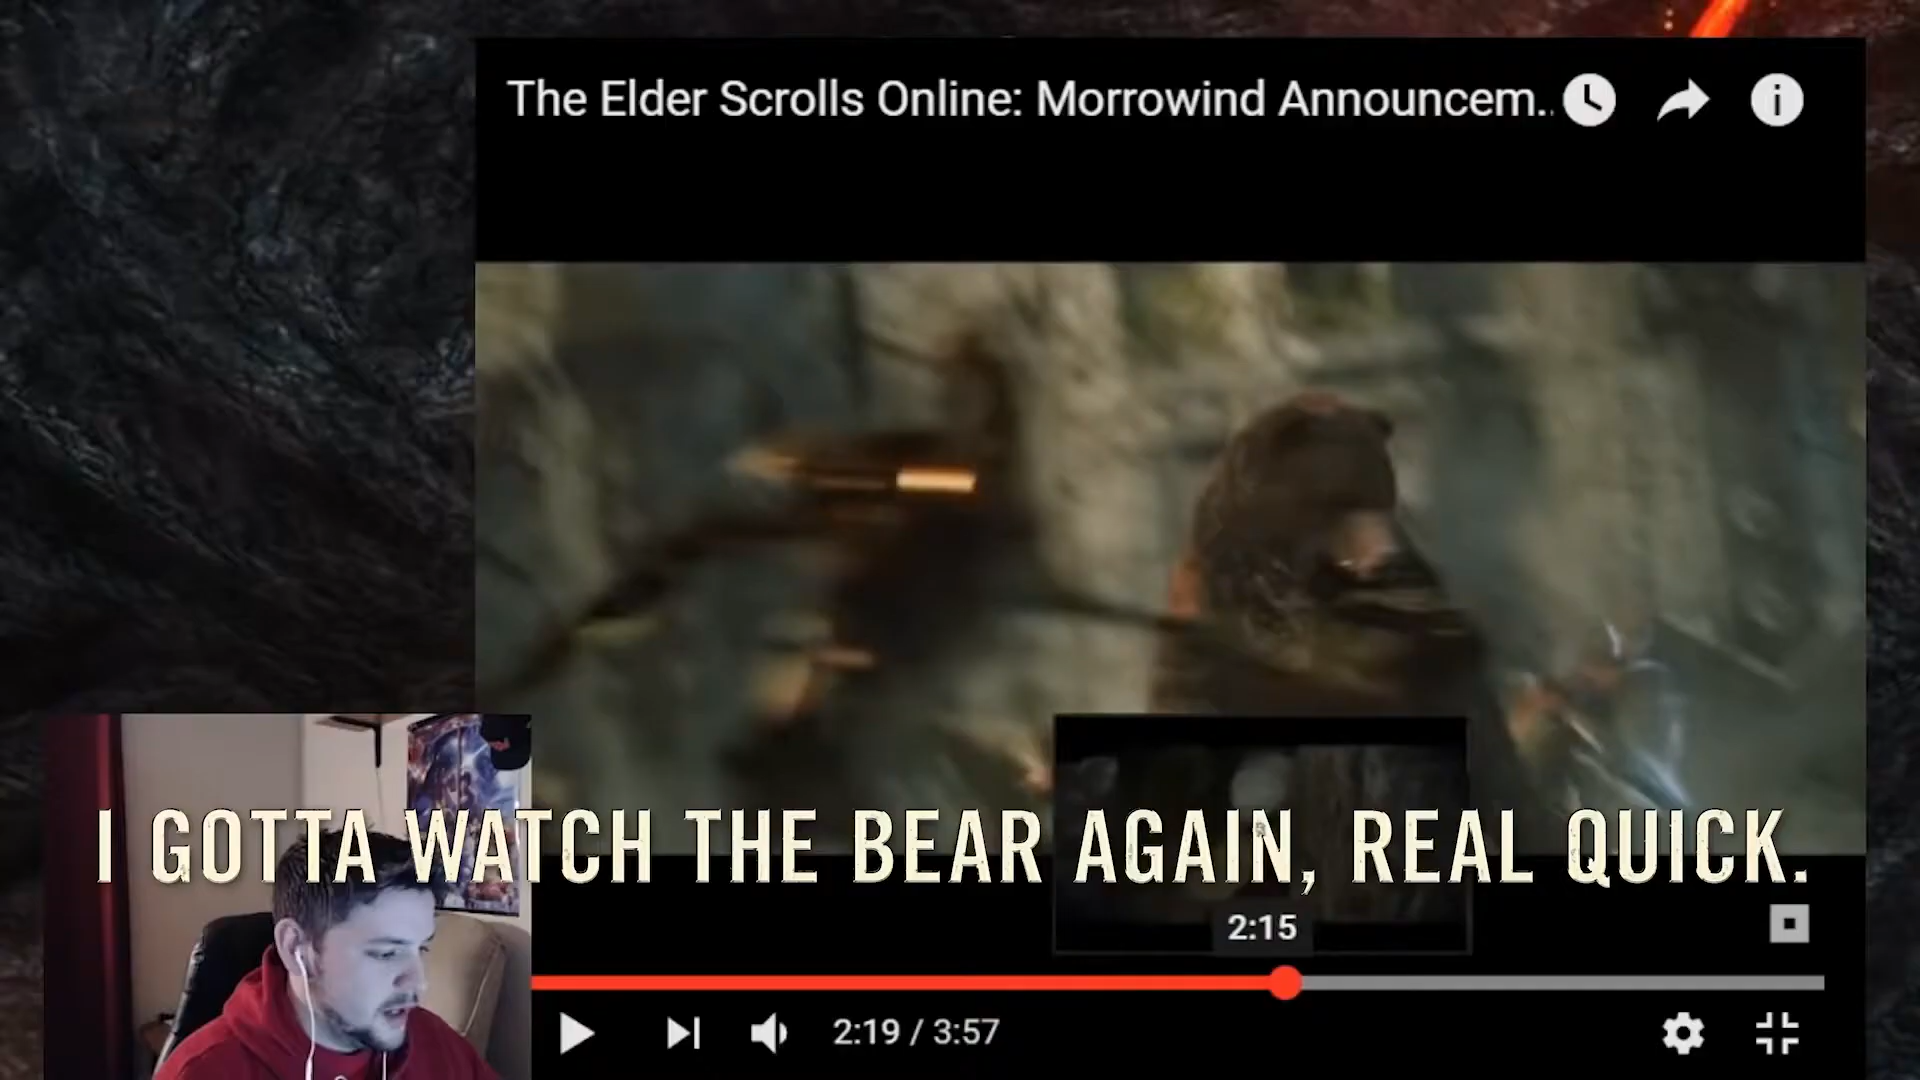 The Elder Scrolls Online: Morrowind Announcem..
I GOTTA WATCH THE BEAR AGAIN, REAL QUICK.
2:15
2:19 / 3:57